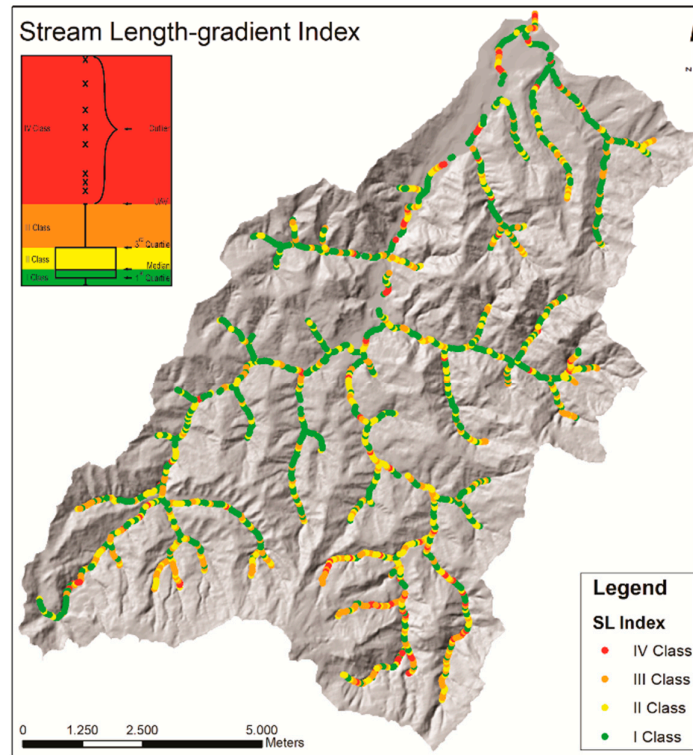 Stream Length-gradient Index
N
IV Class
Outlier
MAX
III Class
3rd Quartile
II Class
Median
I Class
1st Quartile
Legend
SL Index
IV Class
III Class
II Class
I Class
0 1.250 2.500 5.000
Meters